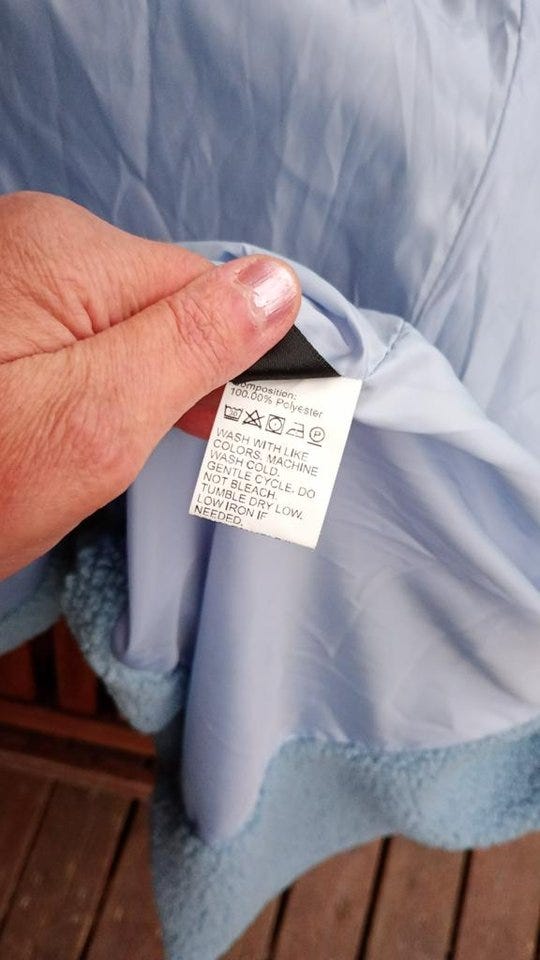 Composition:
100.00% Polyester
P
WASH WITH LIKE
COLORS. MACHINE
WASH COLD.
GENTLE CYCLE. DO
NOT BLEACH.
TUMBLE DRY LOW.
LOW IRON IF
NEEDED.